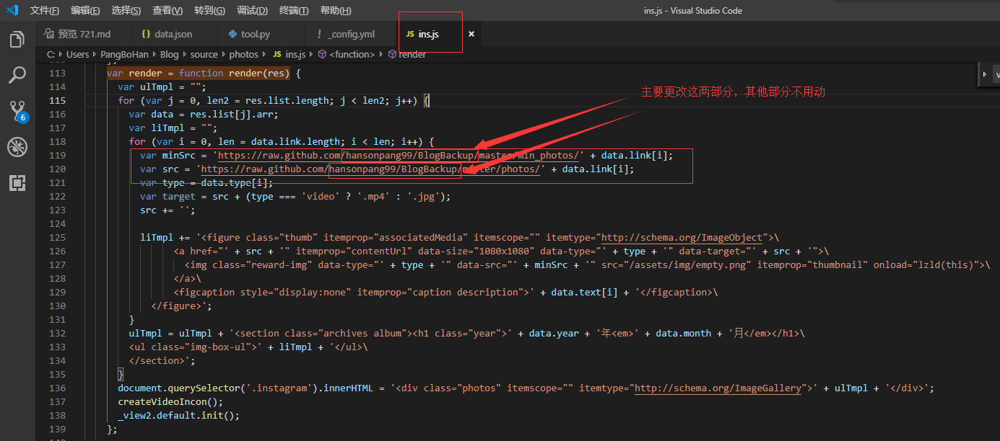 文件(F) 编辑(E) 选择(S) 查看(V) 转到(G) 调试(D) 终端(T) 帮助(H) ins.js - Visual Studio Code
预览 721.md {} data.json tool.py ! _config.yml JS ins.js ×
C: › Users › PangBoHan › Blog › source › photos › JS ins.js › <function> › render
113 var render = function render(res) {
114 var ulTmpl = "";
115 for (var j = 0, len2 = res.list.length; j < len2; j++) {
主要更改这两部分，其他部分不用动
116 var data = res.list[j].arr;
117 var liTmpl = "";
118 for (var i = 0, len = data.link.length; i < len; i++) {
119 var minSrc = 'https://raw.github.com/hansonpang99/BlogBackup/master/min_photos/' + data.link[i];
120 var src = 'https://raw.github.com/hansonpang99/BlogBackup/master/photos/' + data.link[i];
121 var type = data.type[i];
6
122 var target = src + (type === 'video' ? '.mp4' : '.jpg');
123 src += '';
124
125 liTmpl += '<figure class="thumb" itemprop="associatedMedia" itemscope="" itemtype="http://schema.org/ImageObject">\
126 <a href="' + src + '" itemprop="contentUrl" data-size="1080x1080" data-type="' + type + '" data-target="' + src + '">\
127 <img class="reward-img" data-type="' + type + '" data-src="' + minSrc + '" src="/assets/img/empty.png" itemprop="thumbnail" onload="lzld(this)">\
128 </a>\
129 <figcaption style="display:none" itemprop="caption description">' + data.text[i] + '</figcaption>\
130 </figure>';
131 }
132 ulTmpl = ulTmpl + '<section class="archives album"><h1 class="year">' + data.year + '年<em>' + data.month + '月</em></h1>\
133 <ul class="img-box-ul">' + liTmpl + '</ul>\
134 </section>';
135 }
136 document.querySelector('.instagram').innerHTML = '<div class="photos" itemscope="" itemtype="http://schema.org/ImageGallery">' + ulTmpl + '</div>';
137 createVideoIncon();
138 _view2.default.init();
139 };